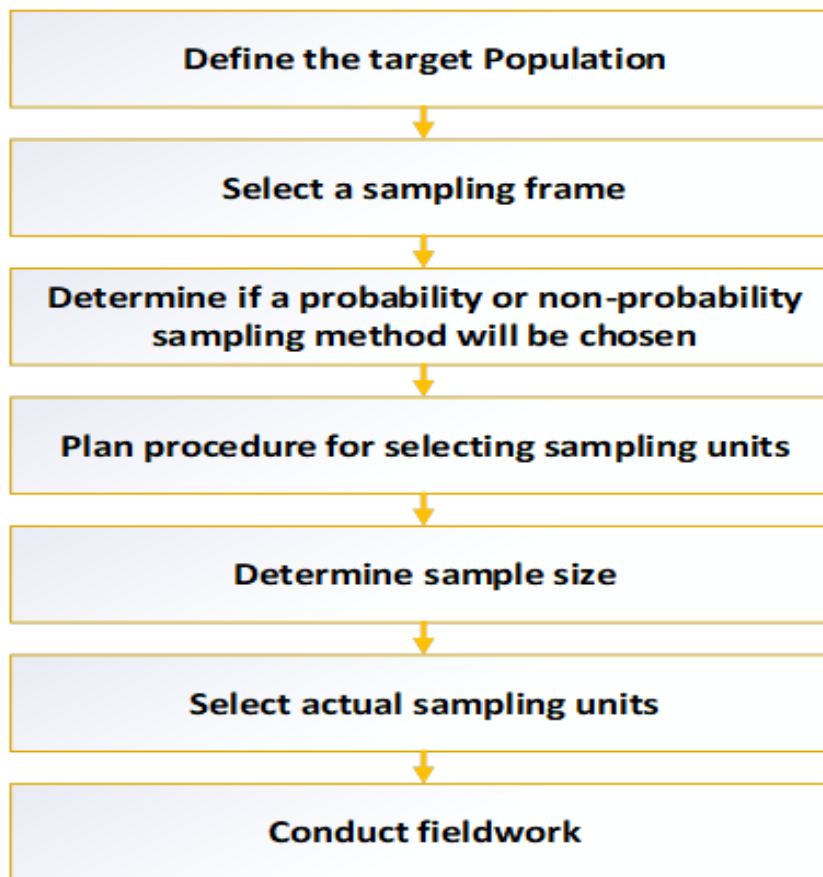 Define the target Population
Select a sampling frame
Determine if a probability or non-probability
sampling method will be chosen
Plan procedure for selecting sampling units
Determine sample size
Select actual sampling units
Conduct fieldwork